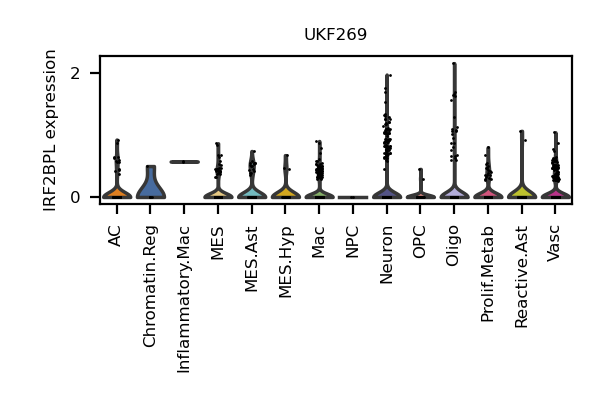 UKF269
IRF2BPL expression
2
0
AC
Chromatin.Reg
Inflammatory.Mac
MES
MES.Ast
MES.Hyp
Mac
NPC
Neuron
OPC
Oligo
Prolif.Metab
Reactive.Ast
Vasc